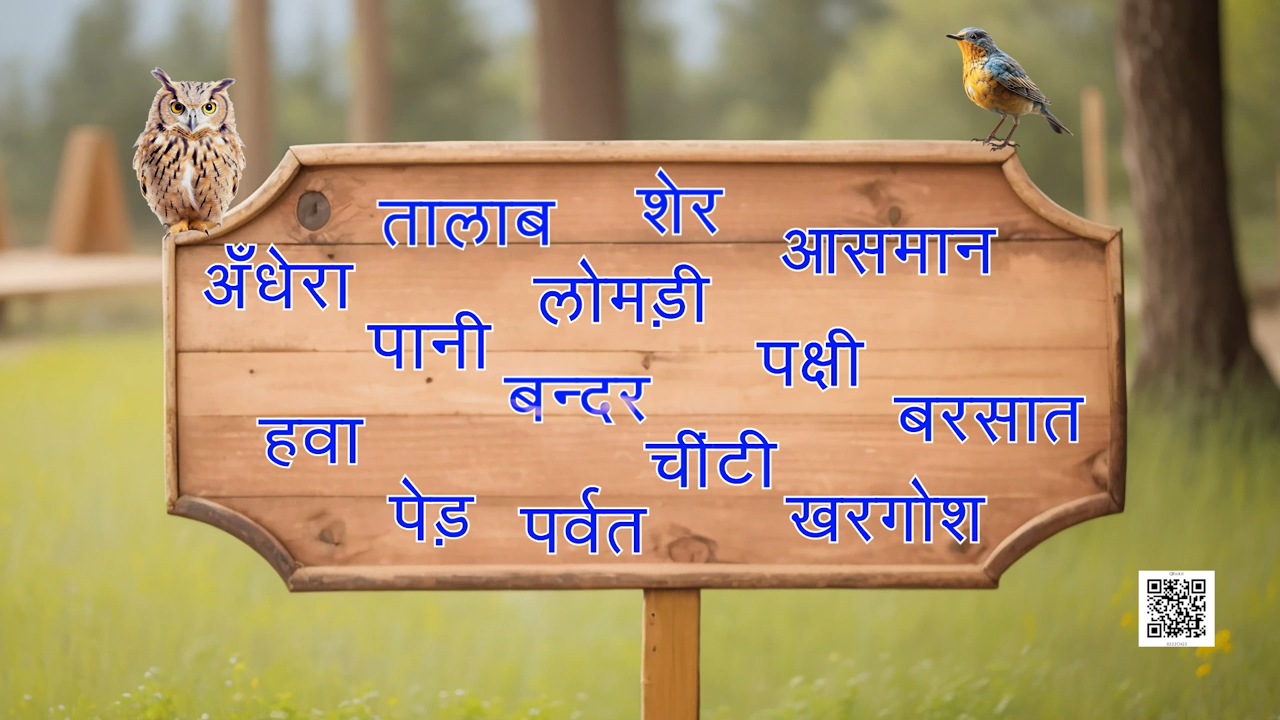 तालाब
शेर
आसमान
अँधेरा
लोमड़ी
पानी
पक्षी
बन्दर
बरसात
हवा
चींटी
पेड़
पर्वत
खरगोश